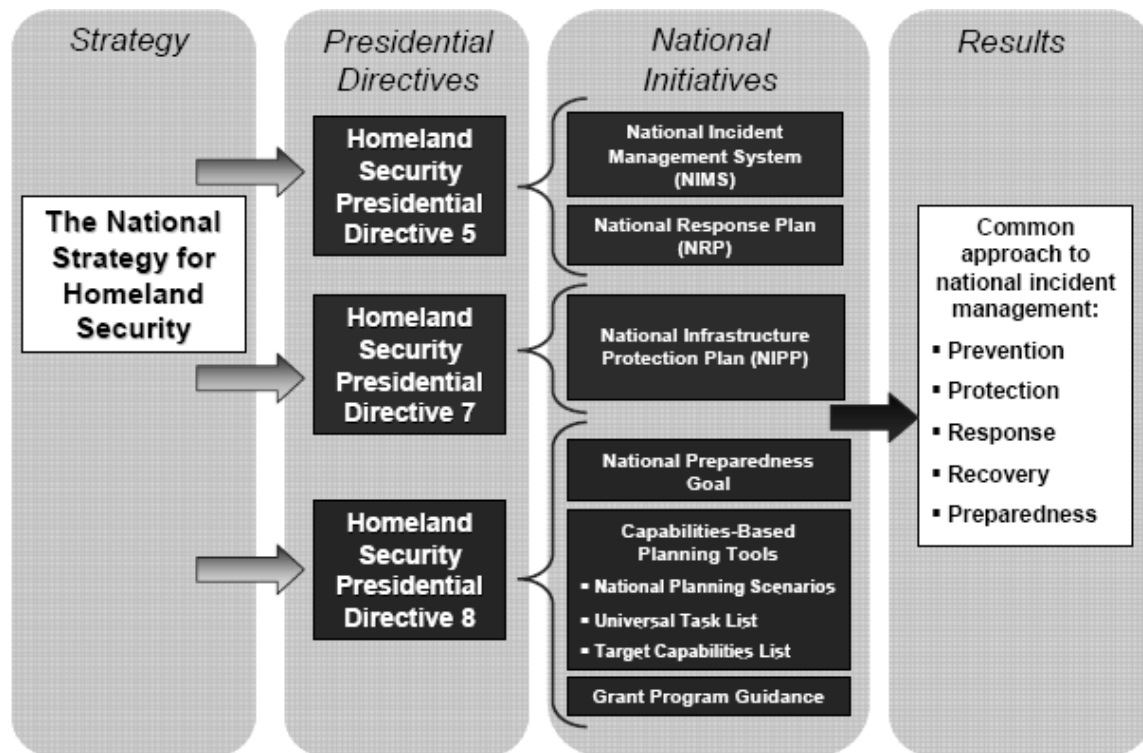 Strategy
The National
Strategy for
Homeland
Security
Presidential
Directives
Homeland
Security
Presidential
Directive 5
Homeland
Security
Presidential
Directive 7
Homeland
Security
Presidential
Directive 8
National
Initiatives
National Incident
Management System
(NIMS)
National Response Plan
(NRP)
National Infrastructure
Protection Plan (NIPP)
National Preparedness
Goal
Capabilities-Based
Planning Tools
▪ National Planning Scenarios
▪ Universal Task List
▪ Target Capabilities List
Grant Program Guidance
Results
Common
approach to
national incident
management:
▪ Prevention
▪ Protection
▪ Response
▪ Recovery
▪ Preparedness